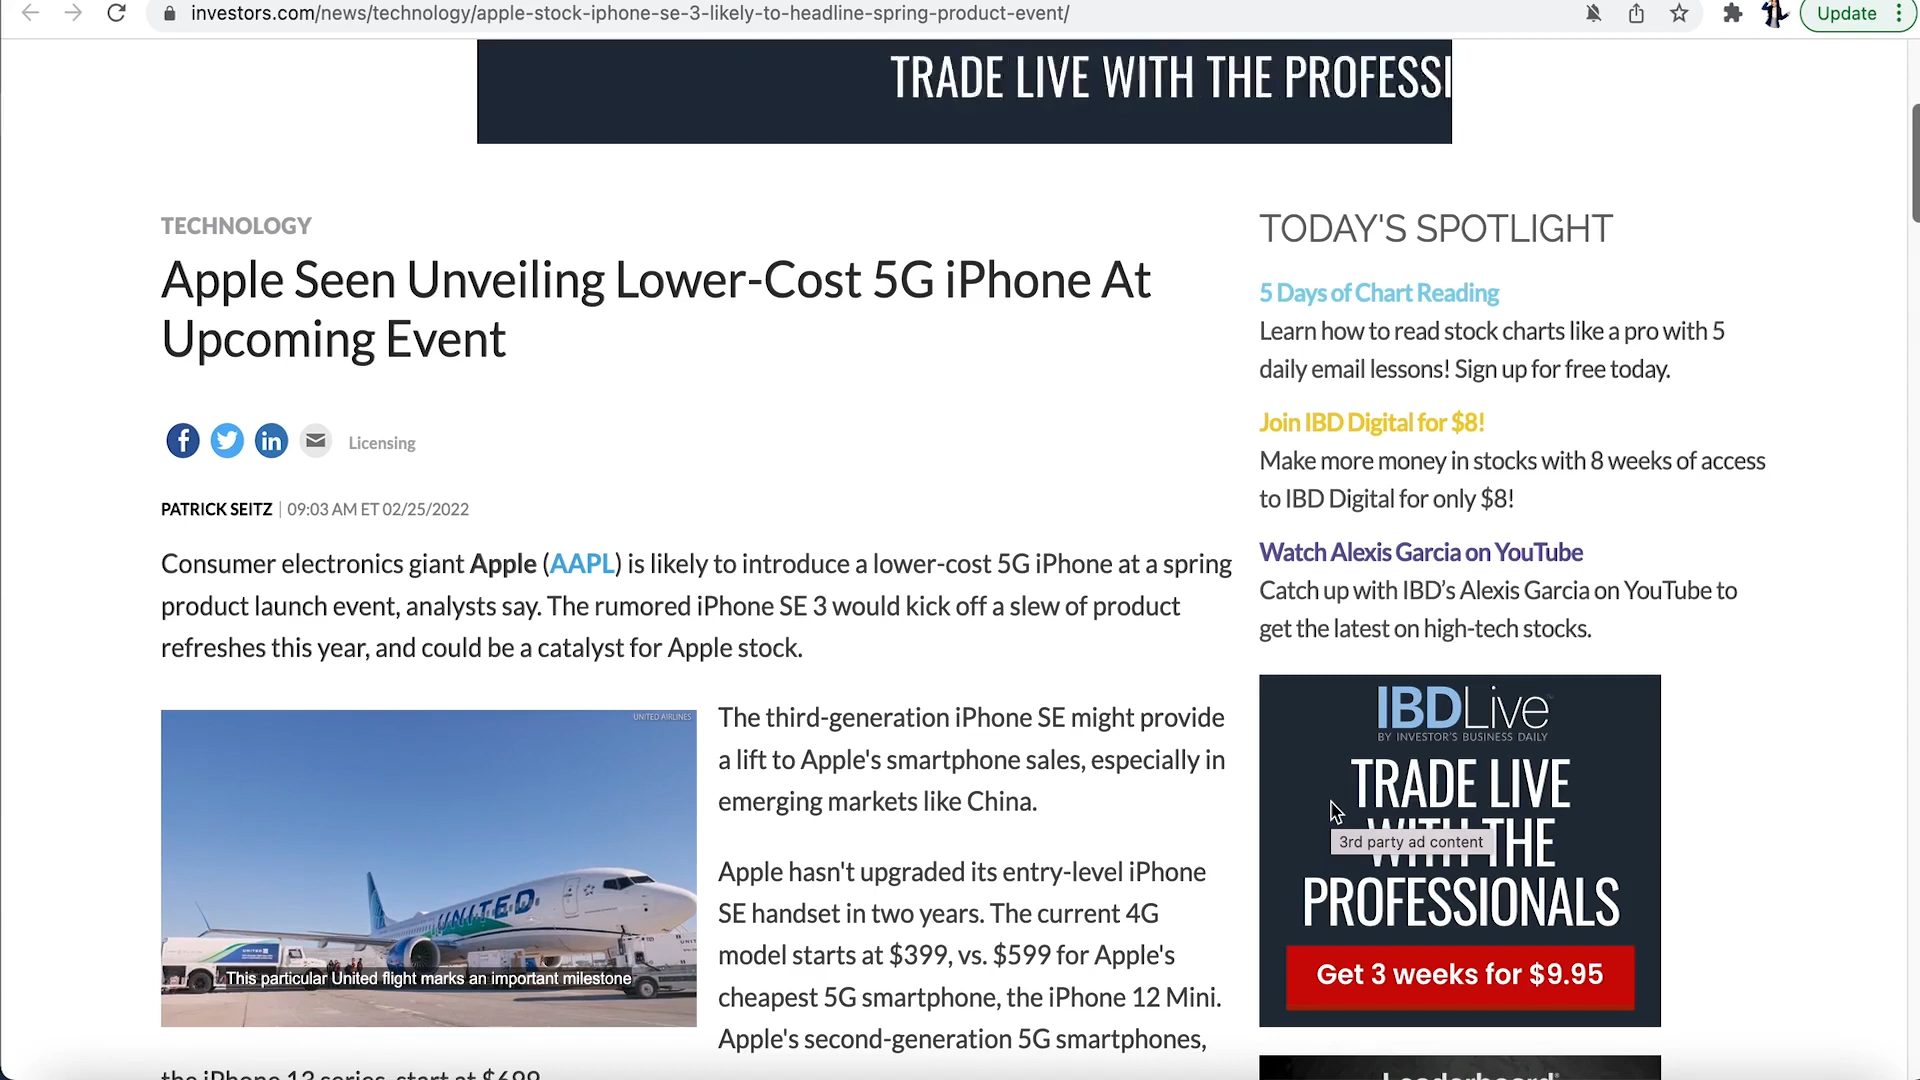 investors.com/news/technology/apple-stock-iphone-se-3-likely-to-headline-spring-product-event/
Update
TRADE LIVE WITH THE PROFESSI
TECHNOLOGY
Apple Seen Unveiling Lower-Cost 5G iPhone At
Upcoming Event
Licensing
PATRICK SEITZ | 09:03 AM ET 02/25/2022
Consumer electronics giant Apple (AAPL) is likely to introduce a lower-cost 5G iPhone at a spring
product launch event, analysts say. The rumored iPhone SE 3 would kick off a slew of product
refreshes this year, and could be a catalyst for Apple stock.
UNITED AIRLINES
UNITED
This particular United flight marks an important milestone
The third-generation iPhone SE might provide
a lift to Apple's smartphone sales, especially in
emerging markets like China.
Apple hasn't upgraded its entry-level iPhone
SE handset in two years. The current 4G
model starts at $399, vs. $599 for Apple's
cheapest 5G smartphone, the iPhone 12 Mini.
Apple's second-generation 5G smartphones,
the iPhone 13 series, start at $699
TODAY'S SPOTLIGHT
5 Days of Chart Reading
Learn how to read stock charts like a pro with 5
daily email lessons! Sign up for free today.
Join IBD Digital for $8!
Make more money in stocks with 8 weeks of access
to IBD Digital for only $8!
Watch Alexis Garcia on YouTube
Catch up with IBD’s Alexis Garcia on YouTube to
get the latest on high-tech stocks.
IBDLive
BY INVESTOR'S BUSINESS DAILY
TRADE LIVE
WITH THE
3rd party ad content
PROFESSIONALS
Get 3 weeks for $9.95
Leaderboard